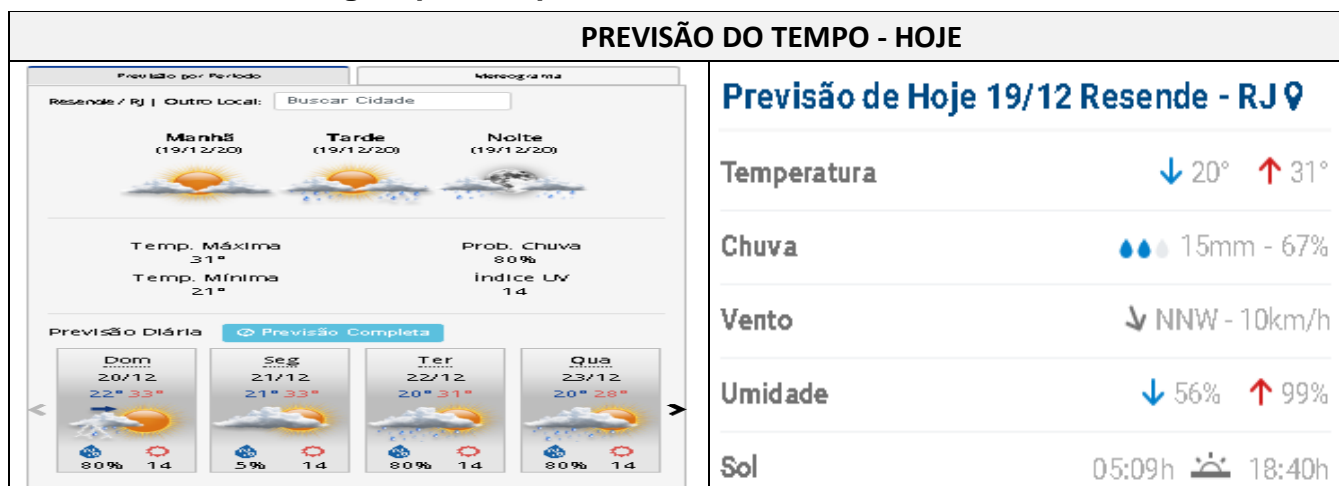 PREVISÃO DO TEMPO - HOJE
Previsão por Período
Meteograma
Resende / RJ | Outro Local: Buscar Cidade
Manhã Tarde Noite
(19/12/20) (19/12/20) (19/12/20)
Temp. Máxima Prob. Chuva
31° 80%
Temp. Mínima Índice UV
21° 14
Previsão Diária Previsão Completa
Dom Seg Ter Qua
20/12 21/12 22/12 23/12
22° 33° 21° 33° 20° 31° 20° 28°
< >
80% 14 5% 14 80% 14 80% 14
Previsão de Hoje 19/12 Resende - RJ
Temperatura ↓ 20° ↑ 31°
Chuva 15mm - 67%
Vento NNW - 10km/h
Umidade ↓ 56% ↑ 99%
Sol 05:09h 18:40h